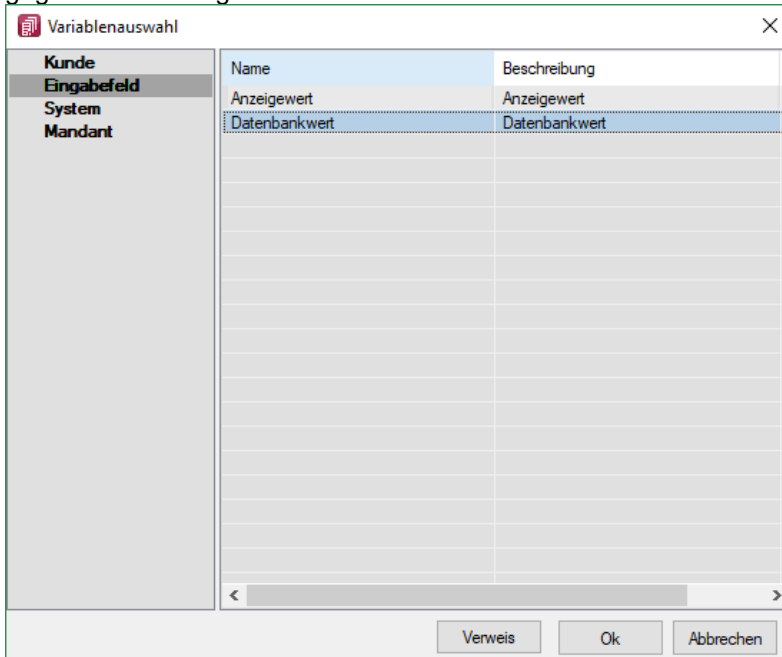 Variablenauswahl
Kunde
Eingabefeld
System
Mandant
Name Beschreibung
Anzeigewert Anzeigewert
Datenbankwert Datenbankwert
Verweis Ok Abbrechen